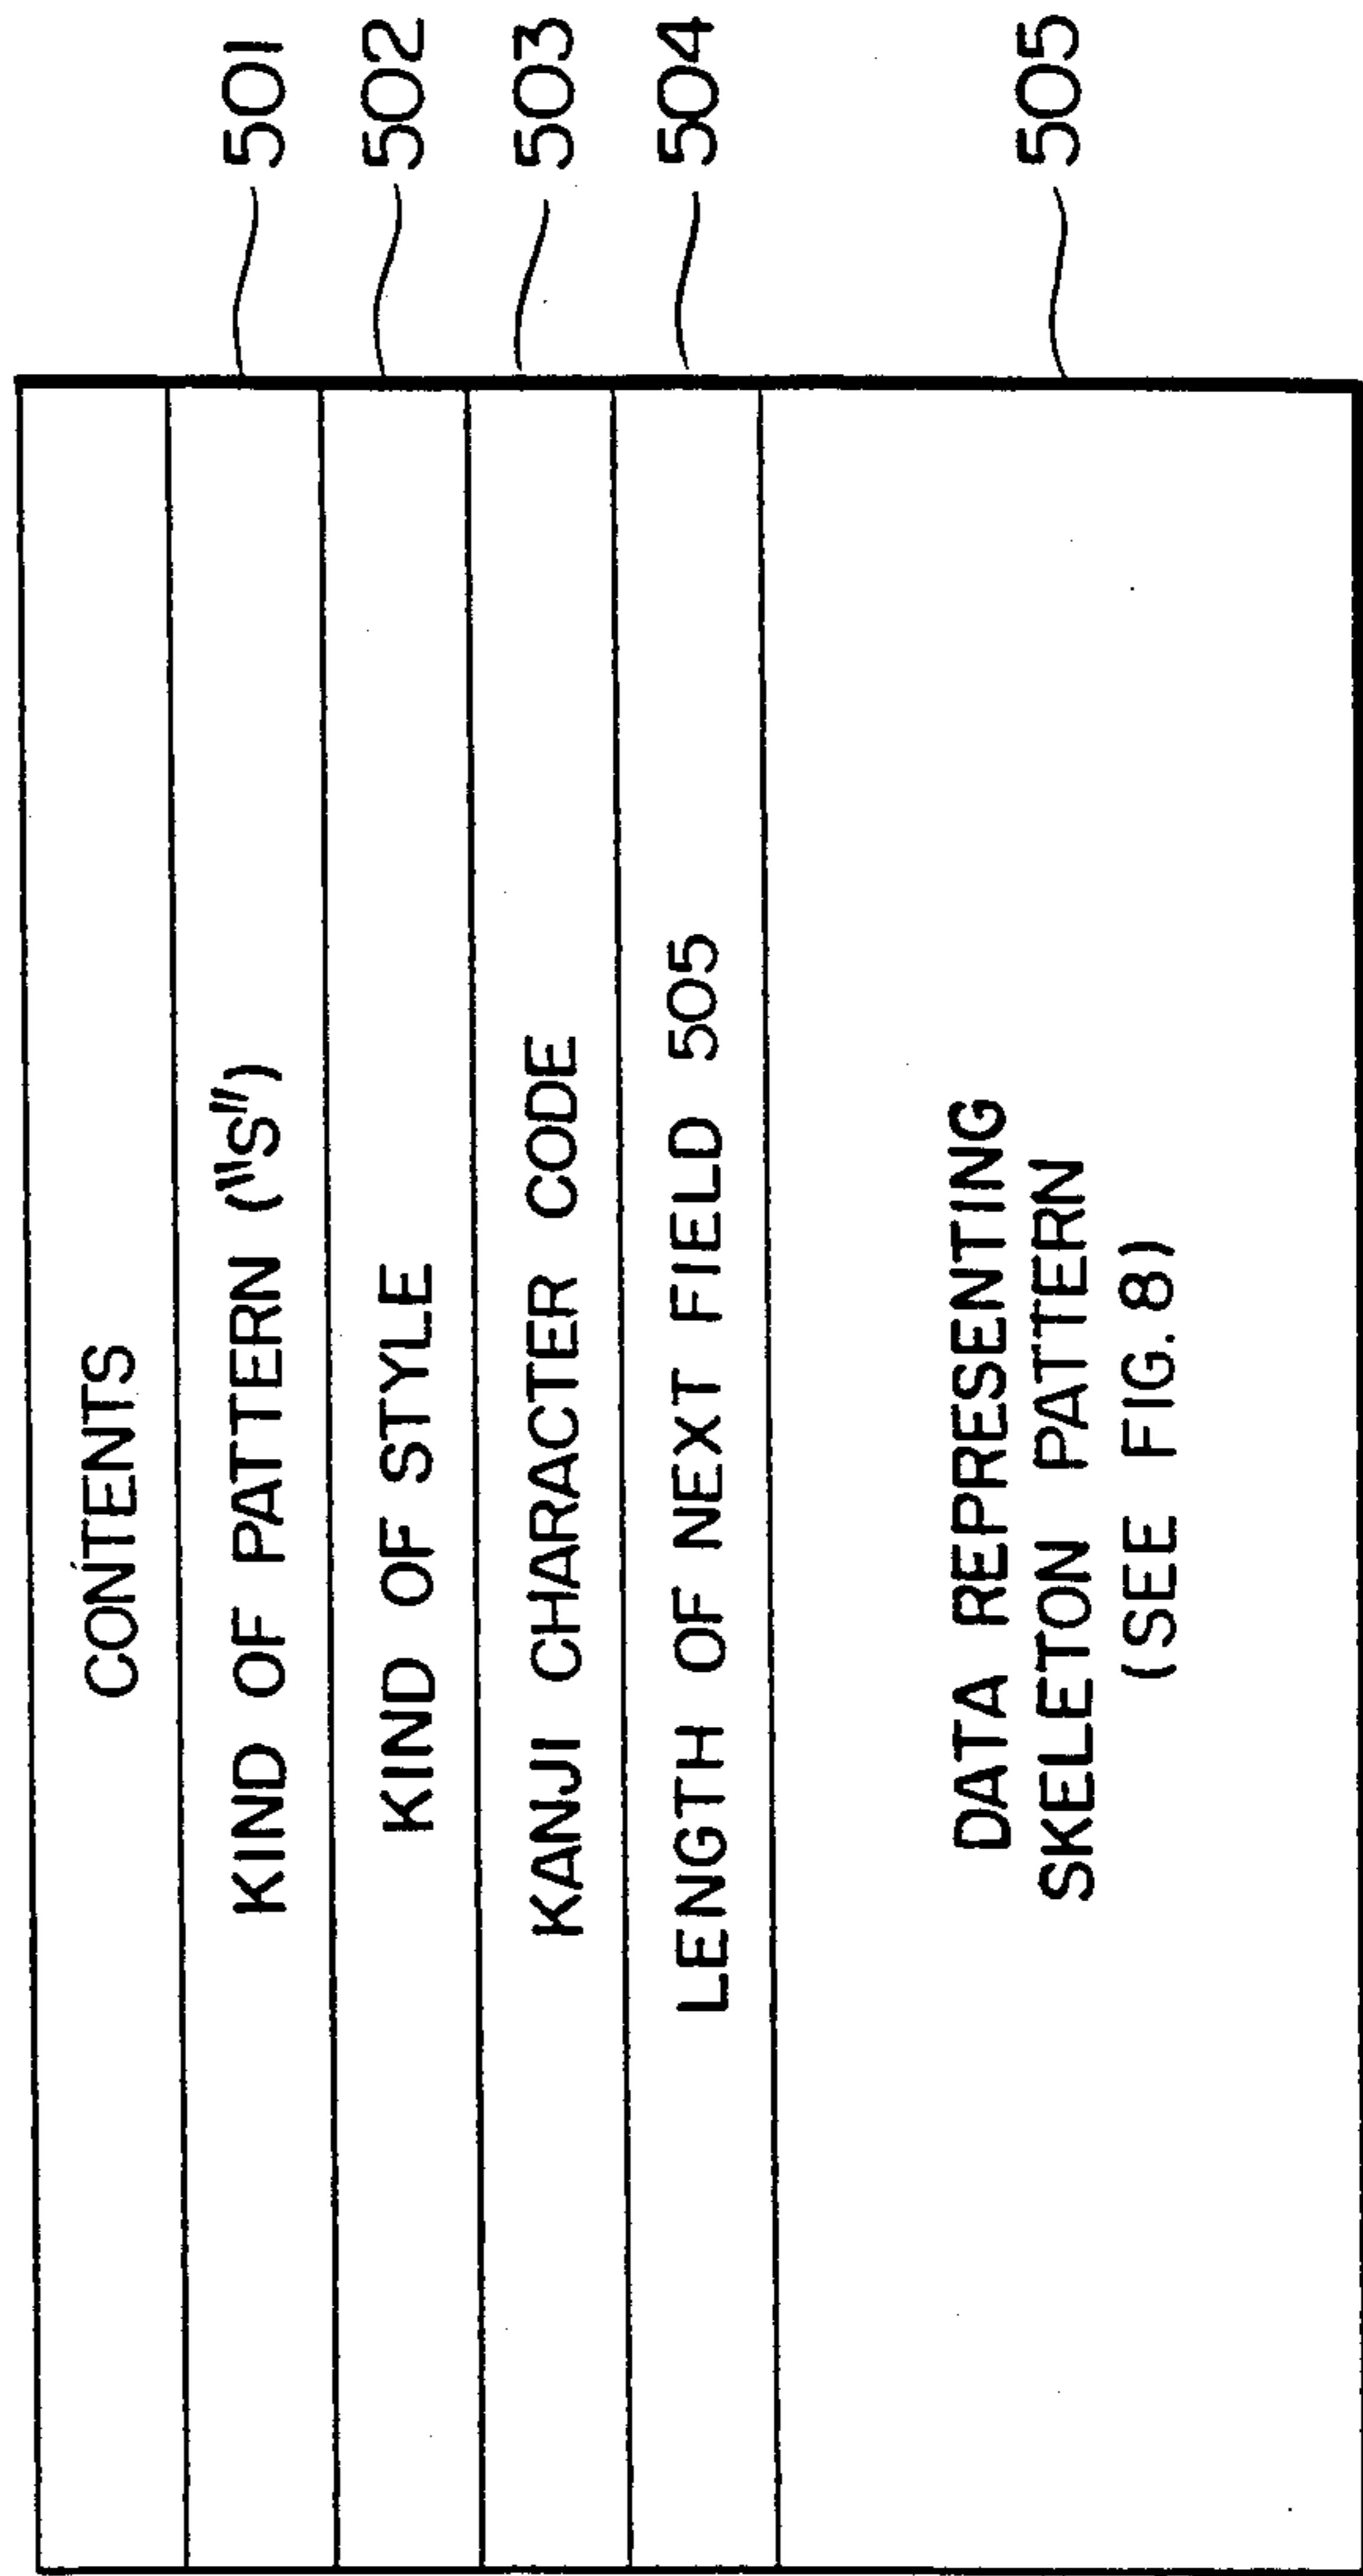 CONTENTS
KIND OF PATTERN ("S") 501
KIND OF STYLE 502
KANJI CHARACTER CODE 503
LENGTH OF NEXT FIELD 505 504
DATA REPRESENTING
SKELETON PATTERN 505
(SEE FIG. 8)